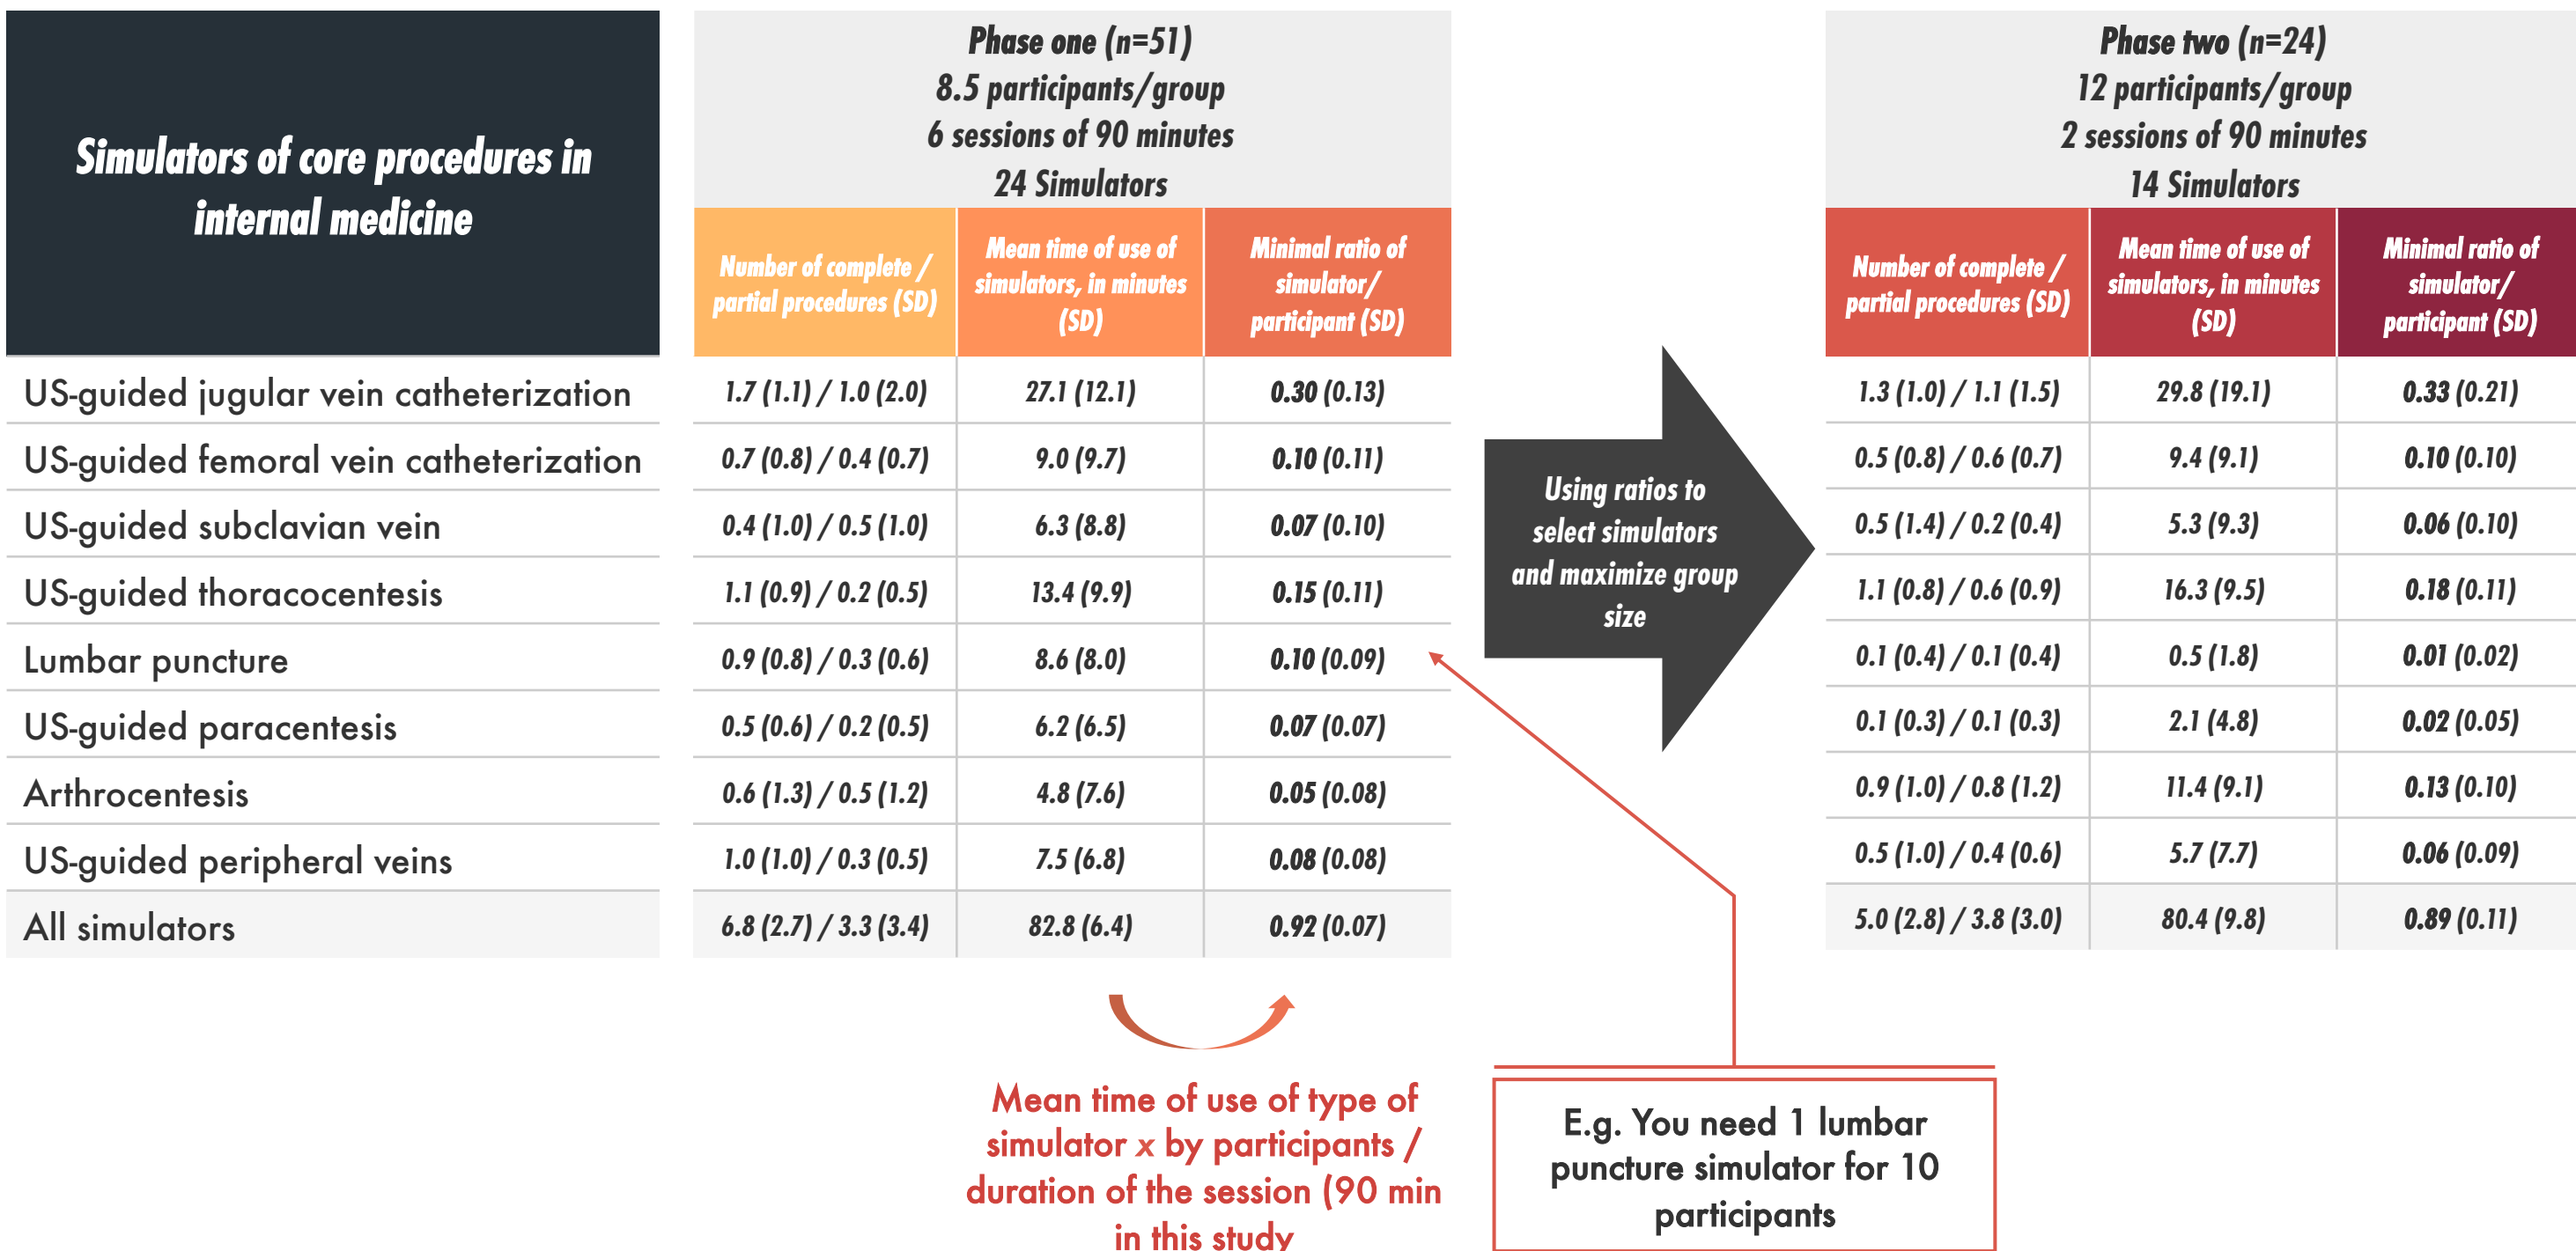 Simulators of core procedures in
internal medicine
Phase one (n=51)
8.5 participants/group
6 sessions of 90 minutes
24 Simulators
Number of complete /
partial procedures (SD)
Mean time of use of
simulators, in minutes
(SD)
Minimal ratio of
simulator/
participant (SD)
Phase two (n=24)
12 participants/group
2 sessions of 90 minutes
14 Simulators
Number of complete /
partial procedures (SD)
Mean time of use of
simulators, in minutes
(SD)
Minimal ratio of
simulator/
participant (SD)
US-guided jugular vein catheterization 1.7 (1.1) / 1.0 (2.0) 27.1 (12.1) 0.30 (0.13) 1.3 (1.0) / 1.1 (1.5) 29.8 (19.1) 0.33 (0.21)
US-guided femoral vein catheterization 0.7 (0.8) / 0.4 (0.7) 9.0 (9.7) 0.10 (0.11) 0.5 (0.8) / 0.6 (0.7) 9.4 (9.1) 0.10 (0.10)
US-guided subclavian vein 0.4 (1.0) / 0.5 (1.0) 6.3 (8.8) 0.07 (0.10) 0.5 (1.4) / 0.2 (0.4) 5.3 (9.3) 0.06 (0.10)
US-guided thoracocentesis 1.1 (0.9) / 0.2 (0.5) 13.4 (9.9) 0.15 (0.11) 1.1 (0.8) / 0.6 (0.9) 16.3 (9.5) 0.18 (0.11)
Lumbar puncture 0.9 (0.8) / 0.3 (0.6) 8.6 (8.0) 0.10 (0.09) 0.1 (0.4) / 0.1 (0.4) 0.5 (1.8) 0.01 (0.02)
US-guided paracentesis 0.5 (0.6) / 0.2 (0.5) 6.2 (6.5) 0.07 (0.07) 0.1 (0.3) / 0.1 (0.3) 2.1 (4.8) 0.02 (0.05)
Arthrocentesis 0.6 (1.3) / 0.5 (1.2) 4.8 (7.6) 0.05 (0.08) 0.9 (1.0) / 0.8 (1.2) 11.4 (9.1) 0.13 (0.10)
US-guided peripheral veins 1.0 (1.0) / 0.3 (0.5) 7.5 (6.8) 0.08 (0.08) 0.5 (1.0) / 0.4 (0.6) 5.7 (7.7) 0.06 (0.09)
All simulators 6.8 (2.7) / 3.3 (3.4) 82.8 (6.4) 0.92 (0.07) 5.0 (2.8) / 3.8 (3.0) 80.4 (9.8) 0.89 (0.11)
Using ratios to
select simulators
and maximize group
size
Mean time of use of type of
simulator x by participants /
duration of the session (90 min
in this study
E.g. You need 1 lumbar
puncture simulator for 10
participants